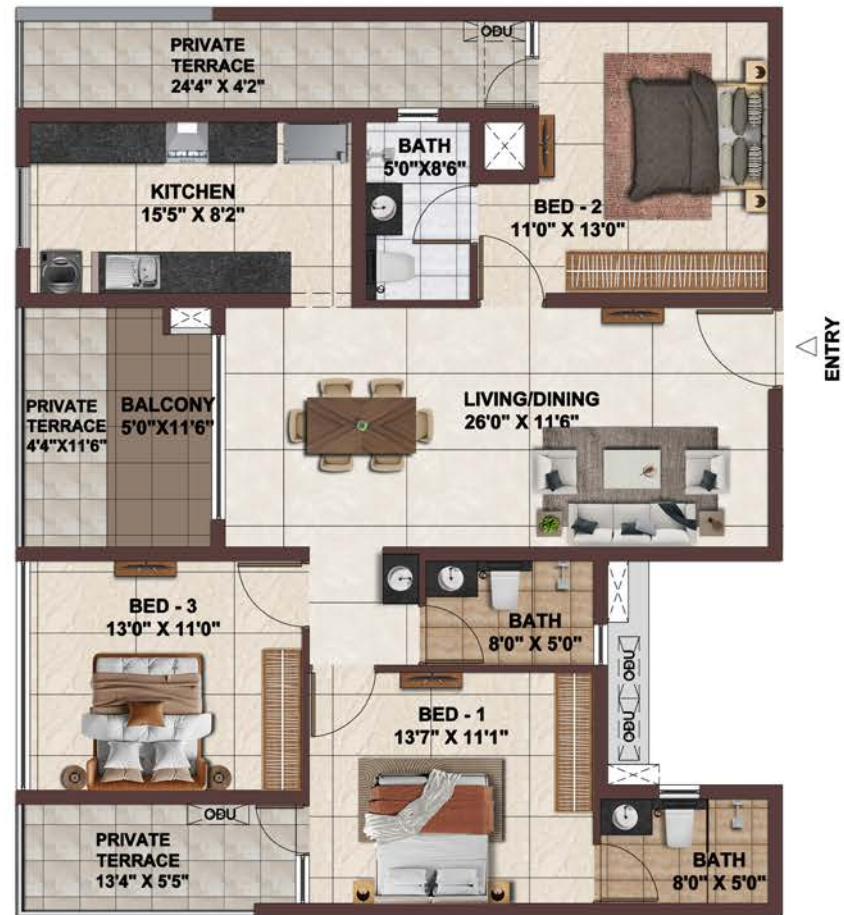 PRIVATE
TERRACE
24'4" X 4'2"
ODU
BATH
5'0"X8'6"
KITCHEN
15'5" X 8'2"
BED - 2
11'0" X 13'0"
ENTRY
PRIVATE
TERRACE
4'4"X11'6"
BALCONY
5'0"X11'6"
LIVING/DINING
26'0" X 11'6"
BED - 3
13'0" X 11'0"
BATH
8'0" X 5'0"
ODU
ODU
BED - 1
13'7" X 11'1"
ODU
PRIVATE
TERRACE
13'4" X 5'5"
BATH
8'0" X 5'0"